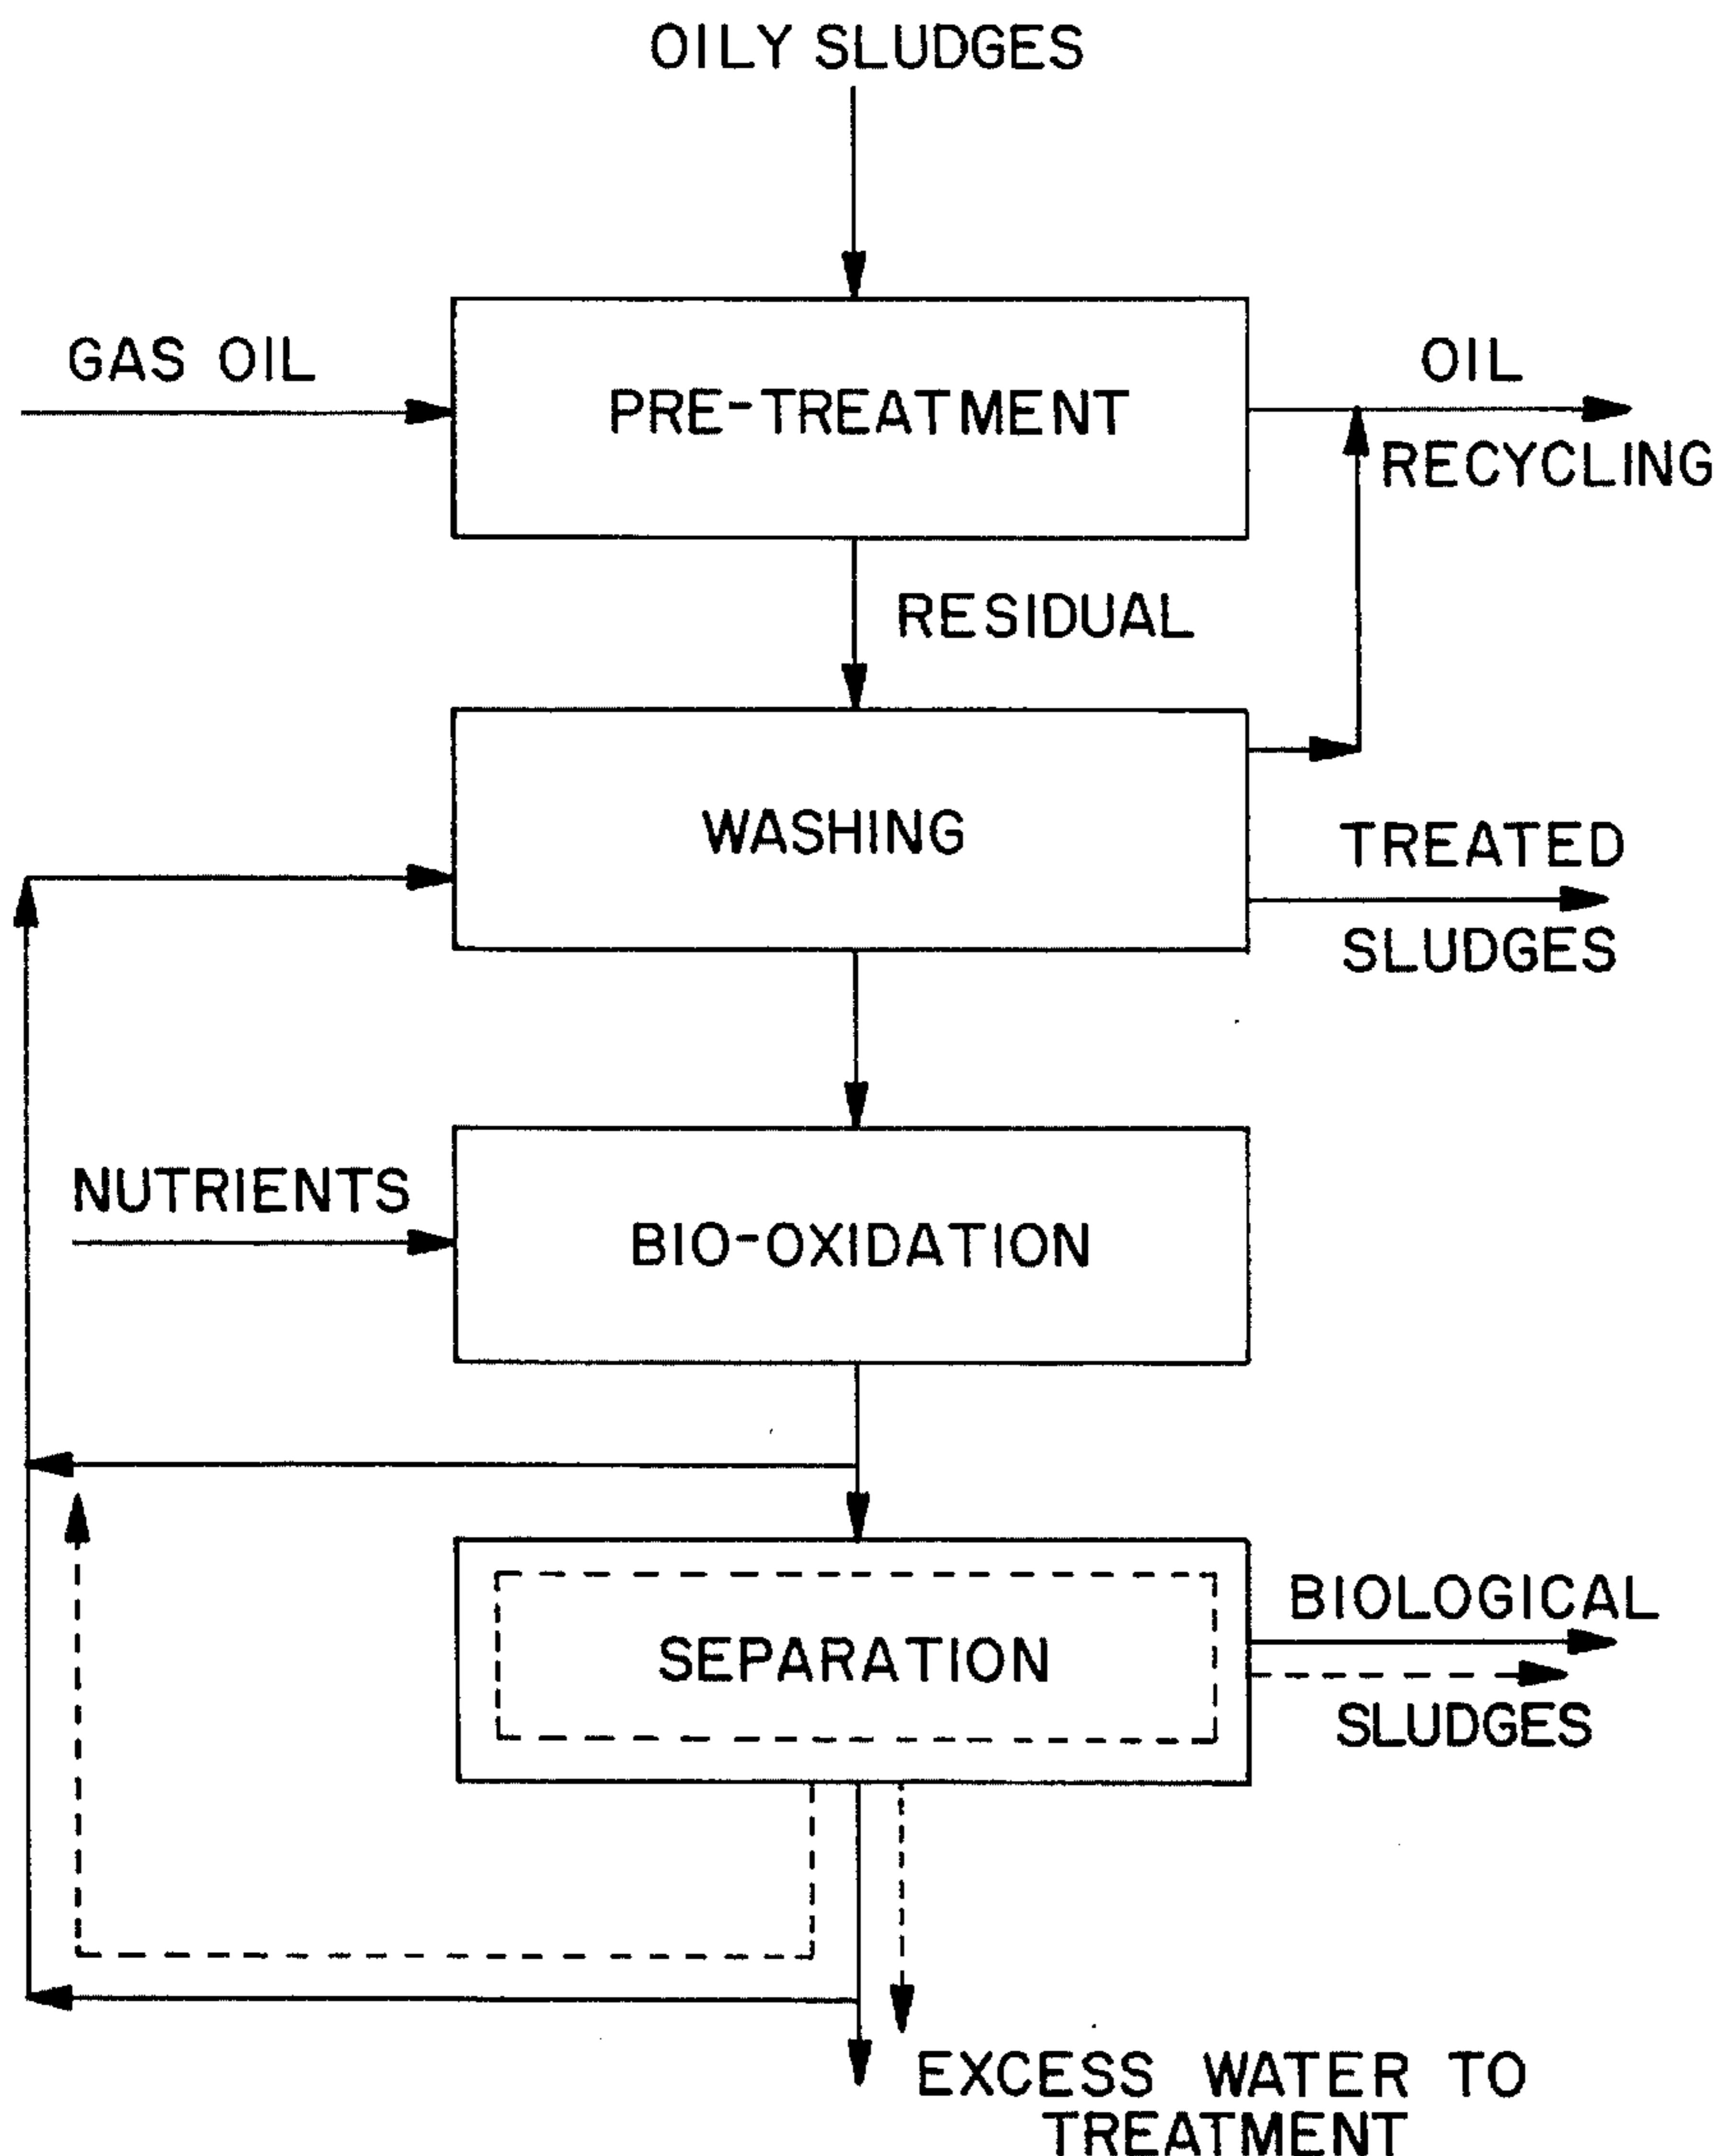 OILY SLUDGES
GAS OIL
OIL
PRE-TREATMENT
RECYCLING
RESIDUAL
WASHING
TREATED
SLUDGES
NUTRIENTS
BIO-OXIDATION
BIOLOGICAL
SEPARATION
SLUDGES
EXCESS WATER TO
TREATMENT